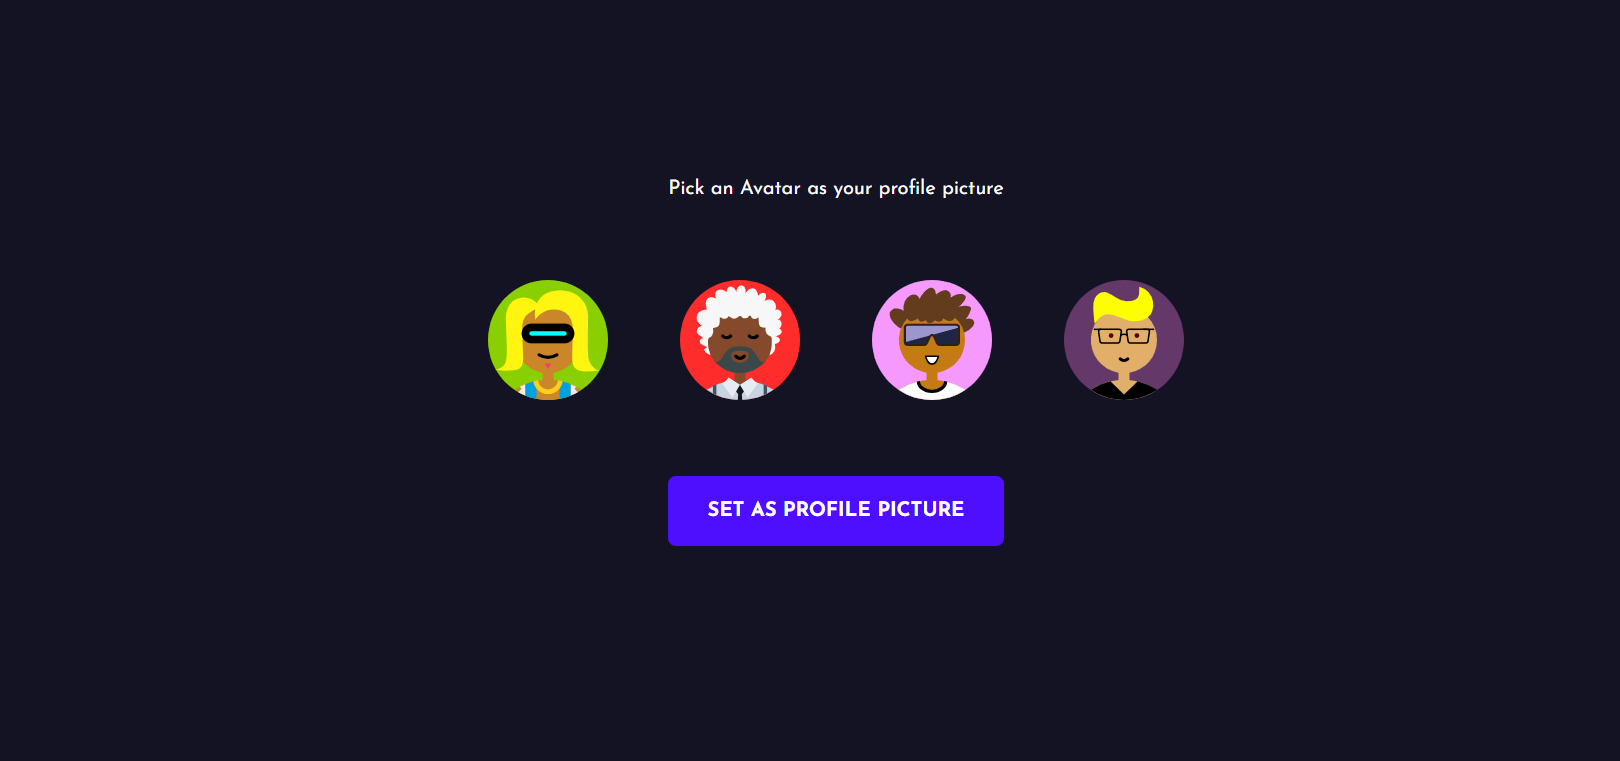 Pick an Avatar as your profile picture
SET AS PROFILE PICTURE